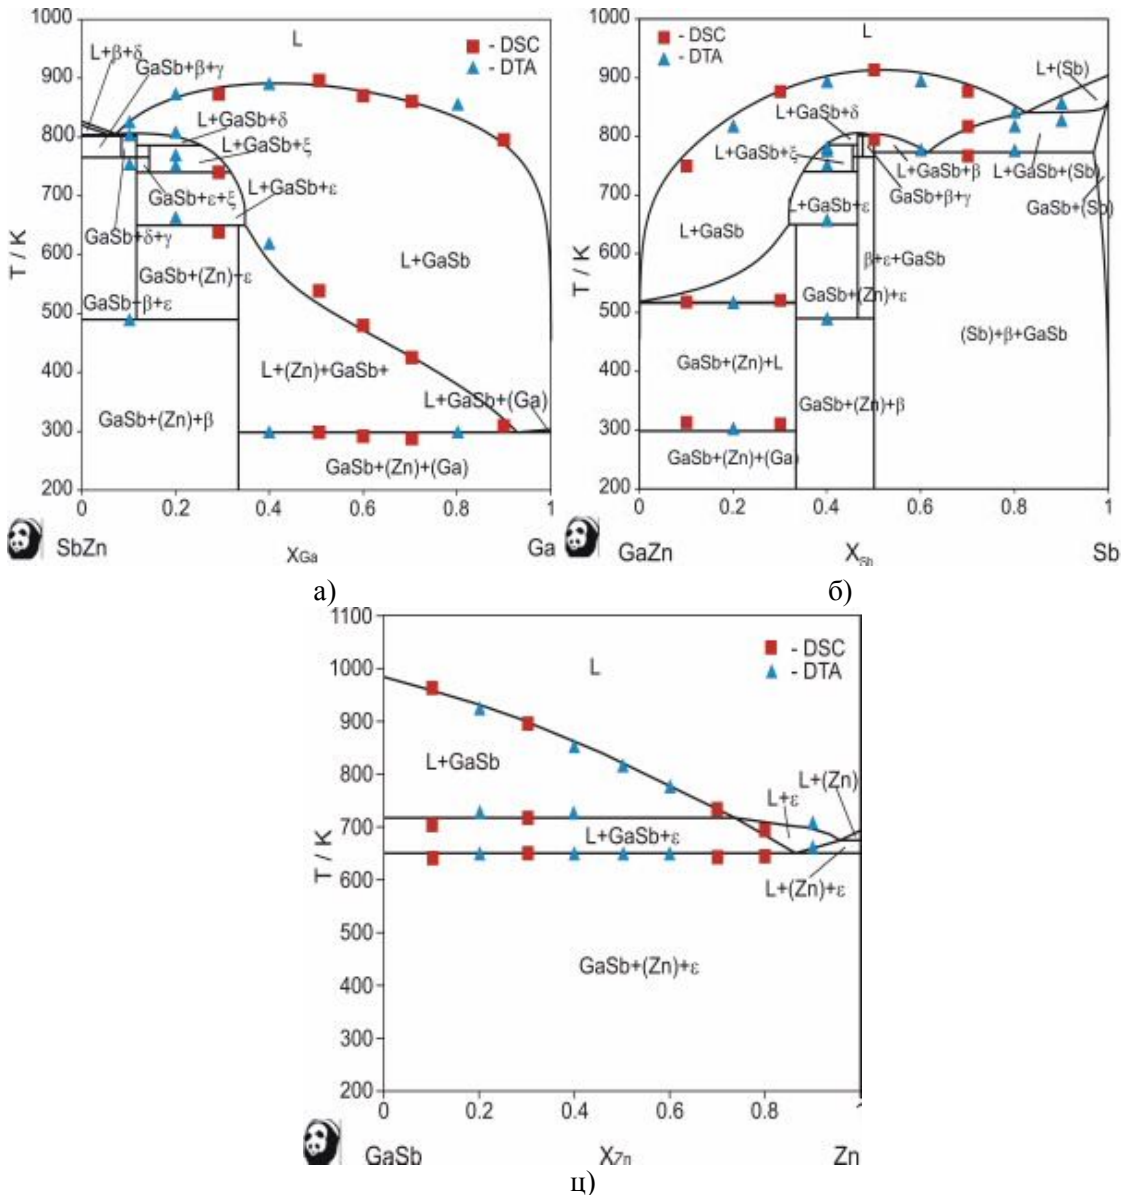 1000
900
800
700
600
500
400
300
200
T / K
L
- DSC
- DTA
L+β+δ
GaSb+β+γ
L+GaSb+δ
L+GaSb+ξ
GaSb+ε+ξ
L+GaSb+ε
GaSb+δ+γ
GaSb+(Zn)+ε
L+GaSb
GaSb+β+ε
L+(Zn)+GaSb+
L+GaSb+(Ga)
GaSb+(Zn)+β
GaSb+(Zn)+(Ga)
0 0.2 0.4 0.6 0.8 1
SbZn XGa Ga
а)
1000
900
800
700
600
500
400
300
200
T / K
L
- DSC
- DTA
L+(Sb)
L+GaSb+δ
L+GaSb+ξ
L+GaSb+β
L+GaSb+(Sb)
GaSb+β+γ
GaSb+(Sb)
L+GaSb+ε
L+GaSb
β+ε+GaSb
GaSb+(Zn)+ε
(Sb)+β+GaSb
GaSb+(Zn)+L
GaSb+(Zn)+β
GaSb+(Zn)+(Ga)
0 0.2 0.4 0.6 0.8 1
GaZn XSb Sb
б)
1100
1000
900
800
700
600
500
400
300
200
T / K
L
- DSC
- DTA
L+GaSb
L+(Zn)
L+ε
L+GaSb+ε
L+(Zn)+ε
GaSb+(Zn)+ε
0 0.2 0.4 0.6 0.8 1
GaSb XZn Zn
ц)